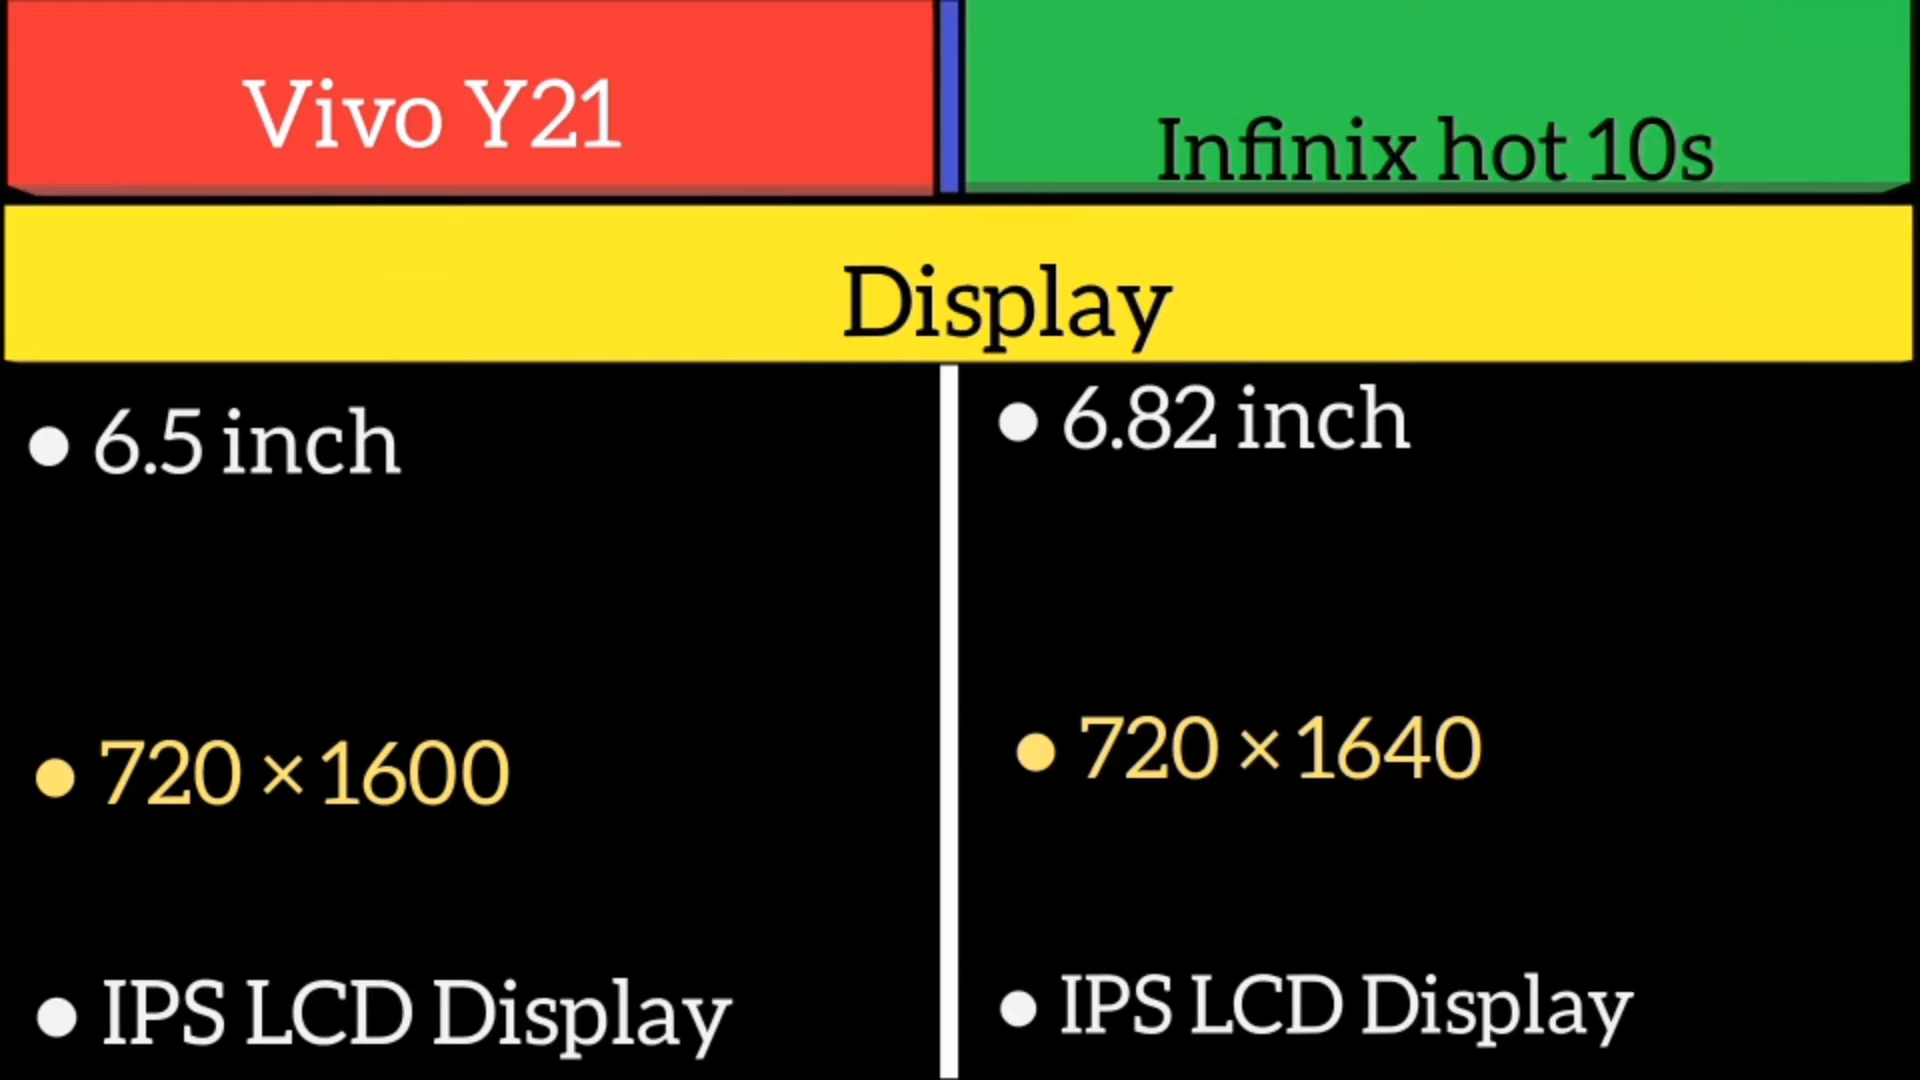 Vivo Y21
Infinix hot 10s
Display
• 6.5 inch
• 6.82 inch
• 720 × 1600
• 720 × 1640
• IPS LCD Display
• IPS LCD Display